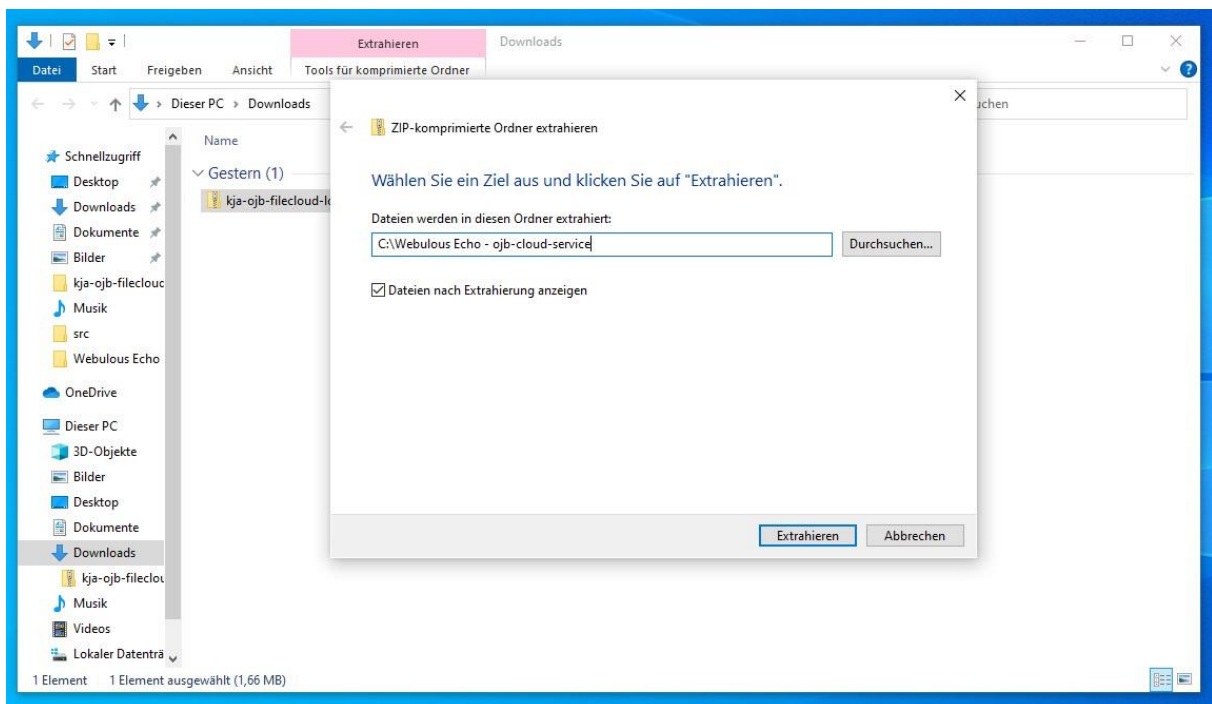 Extrahieren
Downloads
Datei
Start
Freigeben
Ansicht
Tools für komprimierte Ordner
Dieser PC
Downloads
uchen
Name
Gestern (1)
kja-ojb-filecloud-lo
Schnellzugriff
Desktop
Downloads
Dokumente
Bilder
kja-ojb-filecloud
Musik
src
Webulous Echo
OneDrive
Dieser PC
3D-Objekte
Bilder
Desktop
Dokumente
Downloads
kja-ojb-fileclou
Musik
Videos
Lokaler Datenträ
ZIP-komprimierte Ordner extrahieren
Wählen Sie ein Ziel aus und klicken Sie auf "Extrahieren".
Dateien werden in diesen Ordner extrahiert:
C:\Webulous Echo - ojb-cloud-service
Durchsuchen...
Dateien nach Extrahierung anzeigen
Extrahieren
Abbrechen
1 Element
1 Element ausgewählt (1,66 MB)